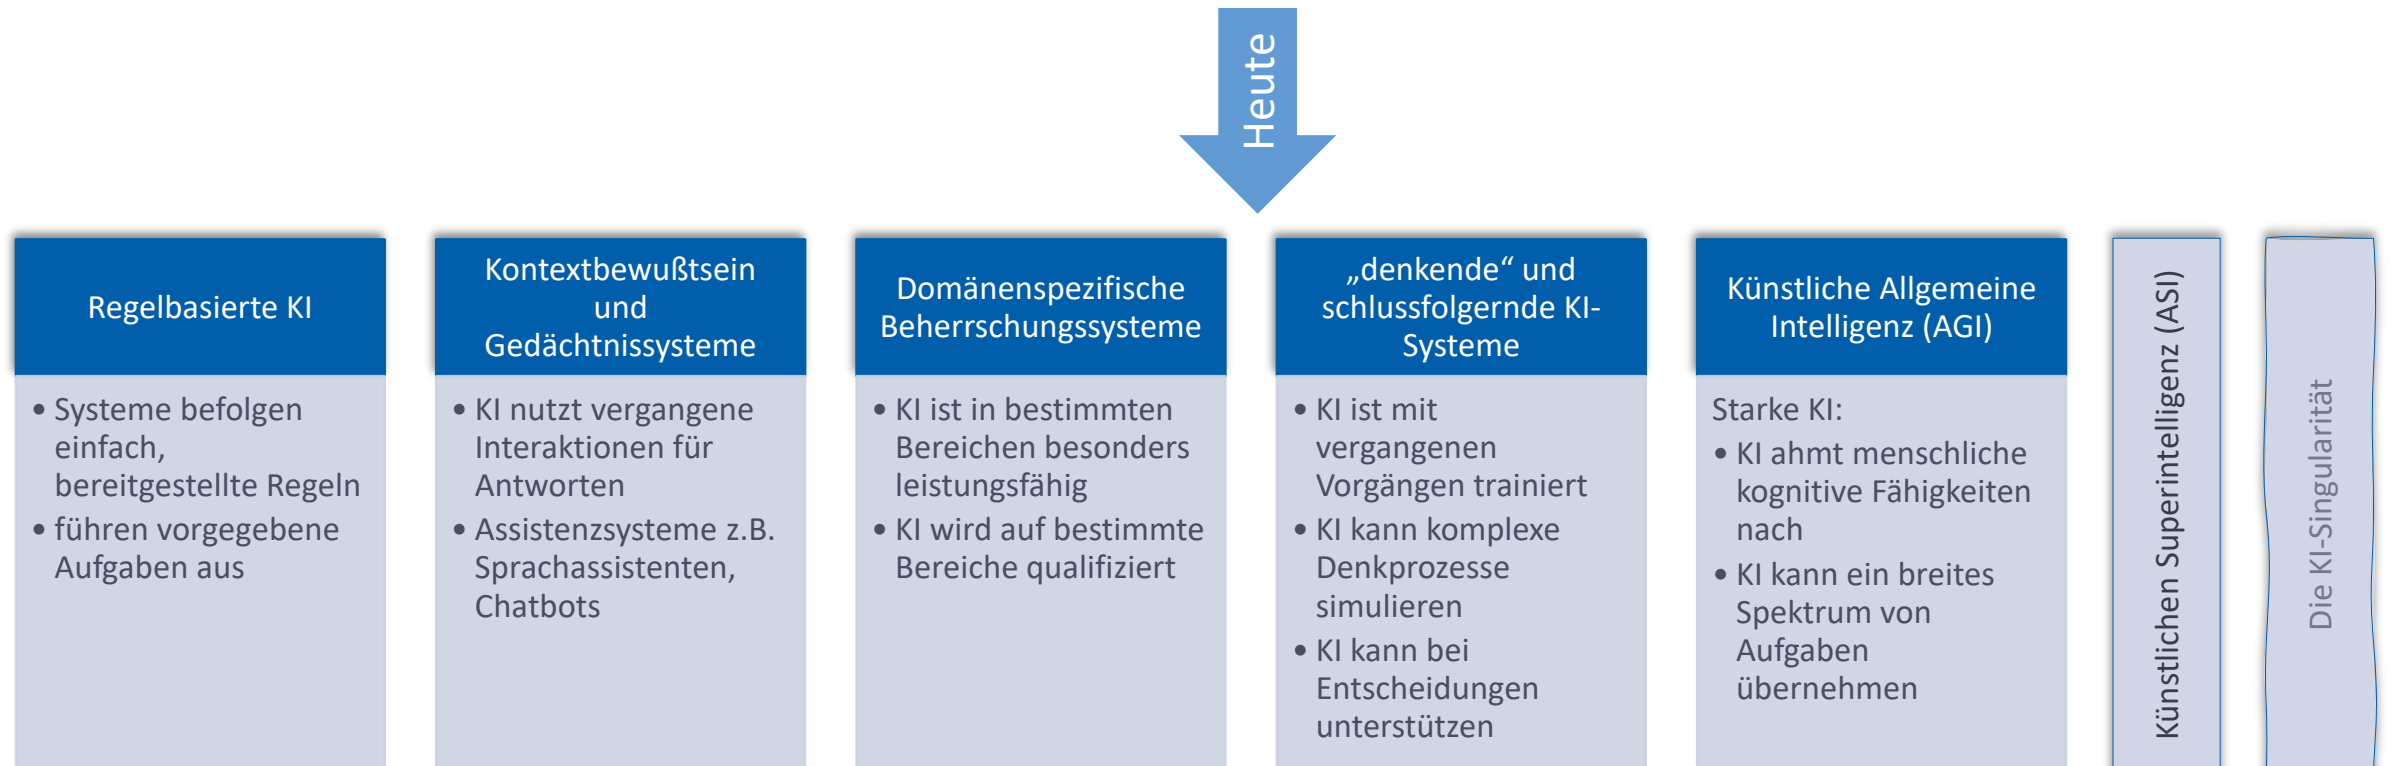 Heute
Regelbasierte KI
• Systeme befolgen
einfach,
bereitgestellte Regeln
• führen vorgegebene
Aufgaben aus
Kontextbewußtsein
und
Gedächtnissysteme
• KI nutzt vergangene
Interaktionen für
Antworten
• Assistenzsysteme z.B.
Sprachassistenten,
Chatbots
Domänenspezifische
Beherrschungssysteme
• KI ist in bestimmten
Bereichen besonders
leistungsfähig
• KI wird auf bestimmte
Bereiche qualifiziert
„denkende“ und
schlussfolgernde KI-
Systeme
• KI ist mit
vergangenen
Vorgängen trainiert
• KI kann komplexe
Denkprozesse
simulieren
• KI kann bei
Entscheidungen
unterstützen
Künstliche Allgemeine
Intelligenz (AGI)
Starke KI:
• KI ahmt menschliche
kognitive Fähigkeiten
nach
• KI kann ein breites
Spektrum von
Aufgaben
übernehmen
Künstlichen Superintelligenz (ASI)
Die KI-Singularität